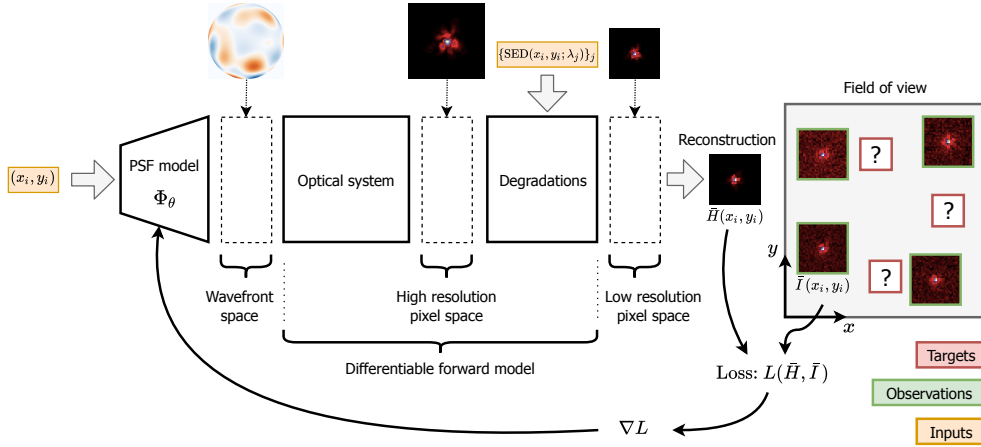 {SED(x_i, y_i; λ_j)}_j
Field of view
Reconstruction
(x_i, y_i)
PSF model
Φ_θ
Optical system
Degradations
H̄(x_i, y_i)
?
?
?
y
Ī(x_i, y_i)
x
Wavefront
space
High resolution
pixel space
Low resolution
pixel space
Differentiable forward model
Loss: L(H̄, Ī)
∇L
Targets
Observations
Inputs